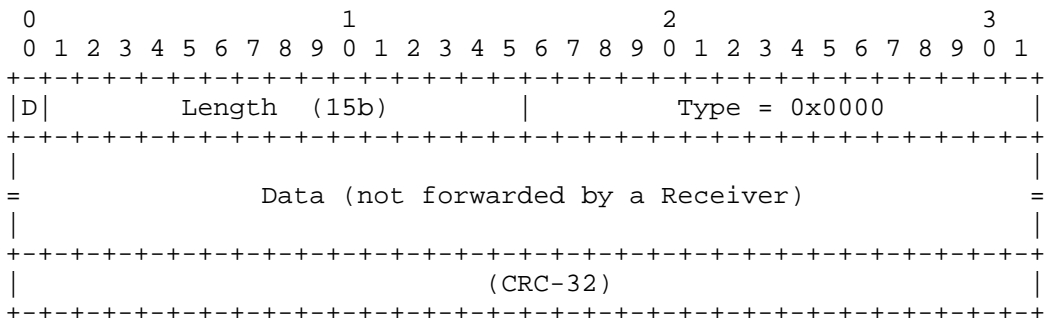 0                   1                   2                   3
 0 1 2 3 4 5 6 7 8 9 0 1 2 3 4 5 6 7 8 9 0 1 2 3 4 5 6 7 8 9 0 1
+-+-+-+-+-+-+-+-+-+-+-+-+-+-+-+-+-+-+-+-+-+-+-+-+-+-+-+-+-+-+-+-+
|D|        Length  (15b)        |         Type = 0x0000         |
+-+-+-+-+-+-+-+-+-+-+-+-+-+-+-+-+-+-+-+-+-+-+-+-+-+-+-+-+-+-+-+-+
|                                                               |
=               Data (not forwarded by a Receiver)              =
|                                                               |
+-+-+-+-+-+-+-+-+-+-+-+-+-+-+-+-+-+-+-+-+-+-+-+-+-+-+-+-+-+-+-+-+
|                             (CRC-32)                          |
+-+-+-+-+-+-+-+-+-+-+-+-+-+-+-+-+-+-+-+-+-+-+-+-+-+-+-+-+-+-+-+-+